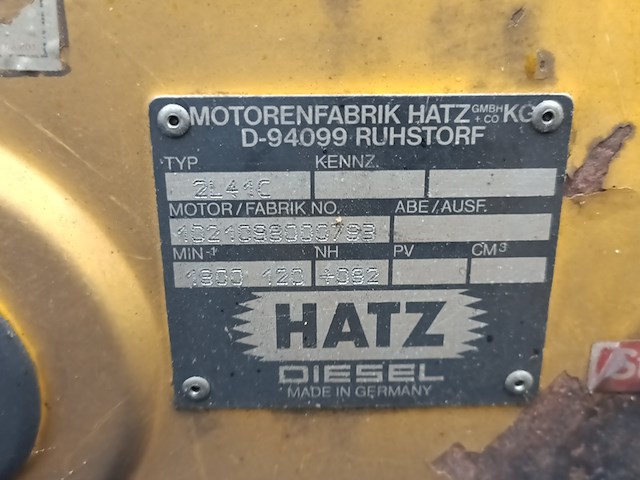 MOTORENFABRIK HATZ GMBH + CO KG
D-94099 RUHSTORF
TYP KENNZ.
2L41C
MOTOR/FABRIK NO. ABE/AUSF.
MIN-1 NH PV CM³
HATZ
DIESEL
MADE IN GERMANY